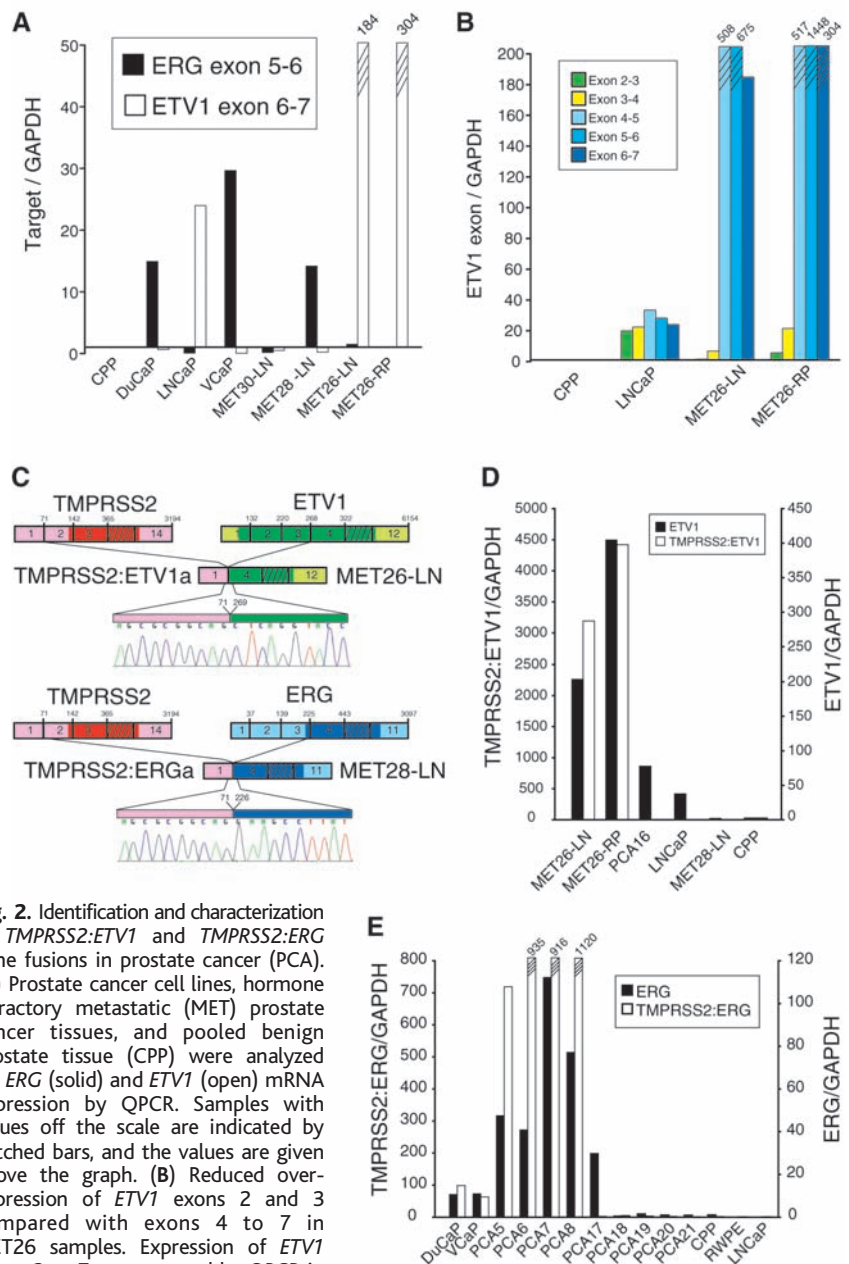 A
184
304
50
40
30
20
10
0
Target / GAPDH
ERG exon 5-6
ETV1 exon 6-7
CPP
DuCaP
LNCaP
VCaP
MET30-LN
MET28 -LN
MET26-LN
MET26-RP
B
508
675
517
1448
304
200
180
160
140
120
100
80
60
40
20
0
ETV1 exon / GAPDH
Exon 2-3
Exon 3-4
Exon 4-5
Exon 5-6
Exon 6-7
CPP
LNCaP
MET26-LN
MET26-RP
C
TMPRSS2 ETV1
71 142 365 3194 132 220 268 322 6154
1 2 14 1 2 3 4 12
TMPRSS2:ETV1a 1 4 12 MET26-LN
71 269
TMPRSS2 ERG
71 142 365 3194 37 139 225 443 3097
1 2 14 1 2 3 11
TMPRSS2:ERGa 1 11 MET28-LN
71 226
D
5000 450
4500 400
4000 350
3500 300
3000 250
2500 200
2000 150
1500 100
1000 50
500 0
0
TMPRSS2:ETV1/GAPDH
ETV1/GAPDH
ETV1
TMPRSS2:ETV1
MET26-LN
MET26-RP
PCA16
LNCaP
MET28-LN
CPP
E
935
916
1120
800 120
700 100
600 80
500 60
400 40
300 20
200 0
100
0
TMPRSS2:ERG/GAPDH
ERG/GAPDH
ERG
TMPRSS2:ERG
DuCaP
VCaP
PCA5
PCA6
PCA7
PCA8
PCA17
PCA18
PCA19
PCA20
PCA21
CPP
RWPE
LNCaP
g. 2. Identification and characterization
TMPRSS2:ETV1 and TMPRSS2:ERG
ne fusions in prostate cancer (PCA).
) Prostate cancer cell lines, hormone
fractory metastatic (MET) prostate
ncer tissues, and pooled benign
ostate tissue (CPP) were analyzed
ERG (solid) and ETV1 (open) mRNA
pression by QPCR. Samples with
lues off the scale are indicated by
tched bars, and the values are given
ove the graph. (B) Reduced over-
pression of ETV1 exons 2 and 3
mpared with exons 4 to 7 in
ET26 samples. Expression of ETV1